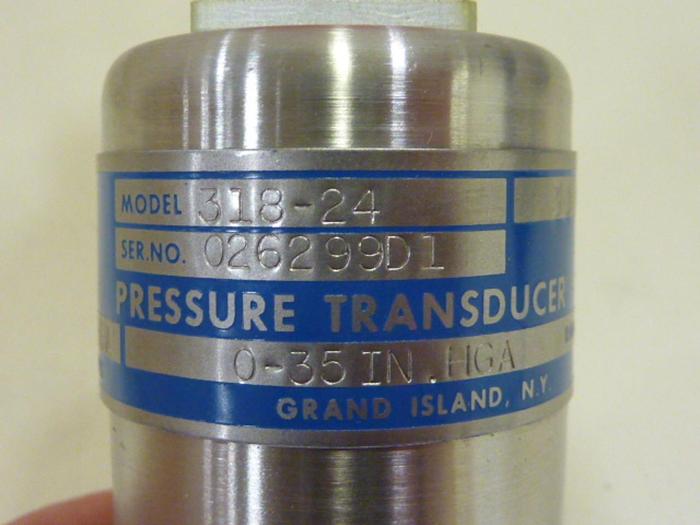 MODEL 318-24
SER.NO. 026299D1
PRESSURE TRANSDUCER
0-35 IN.HGA
GRAND ISLAND, N.Y.